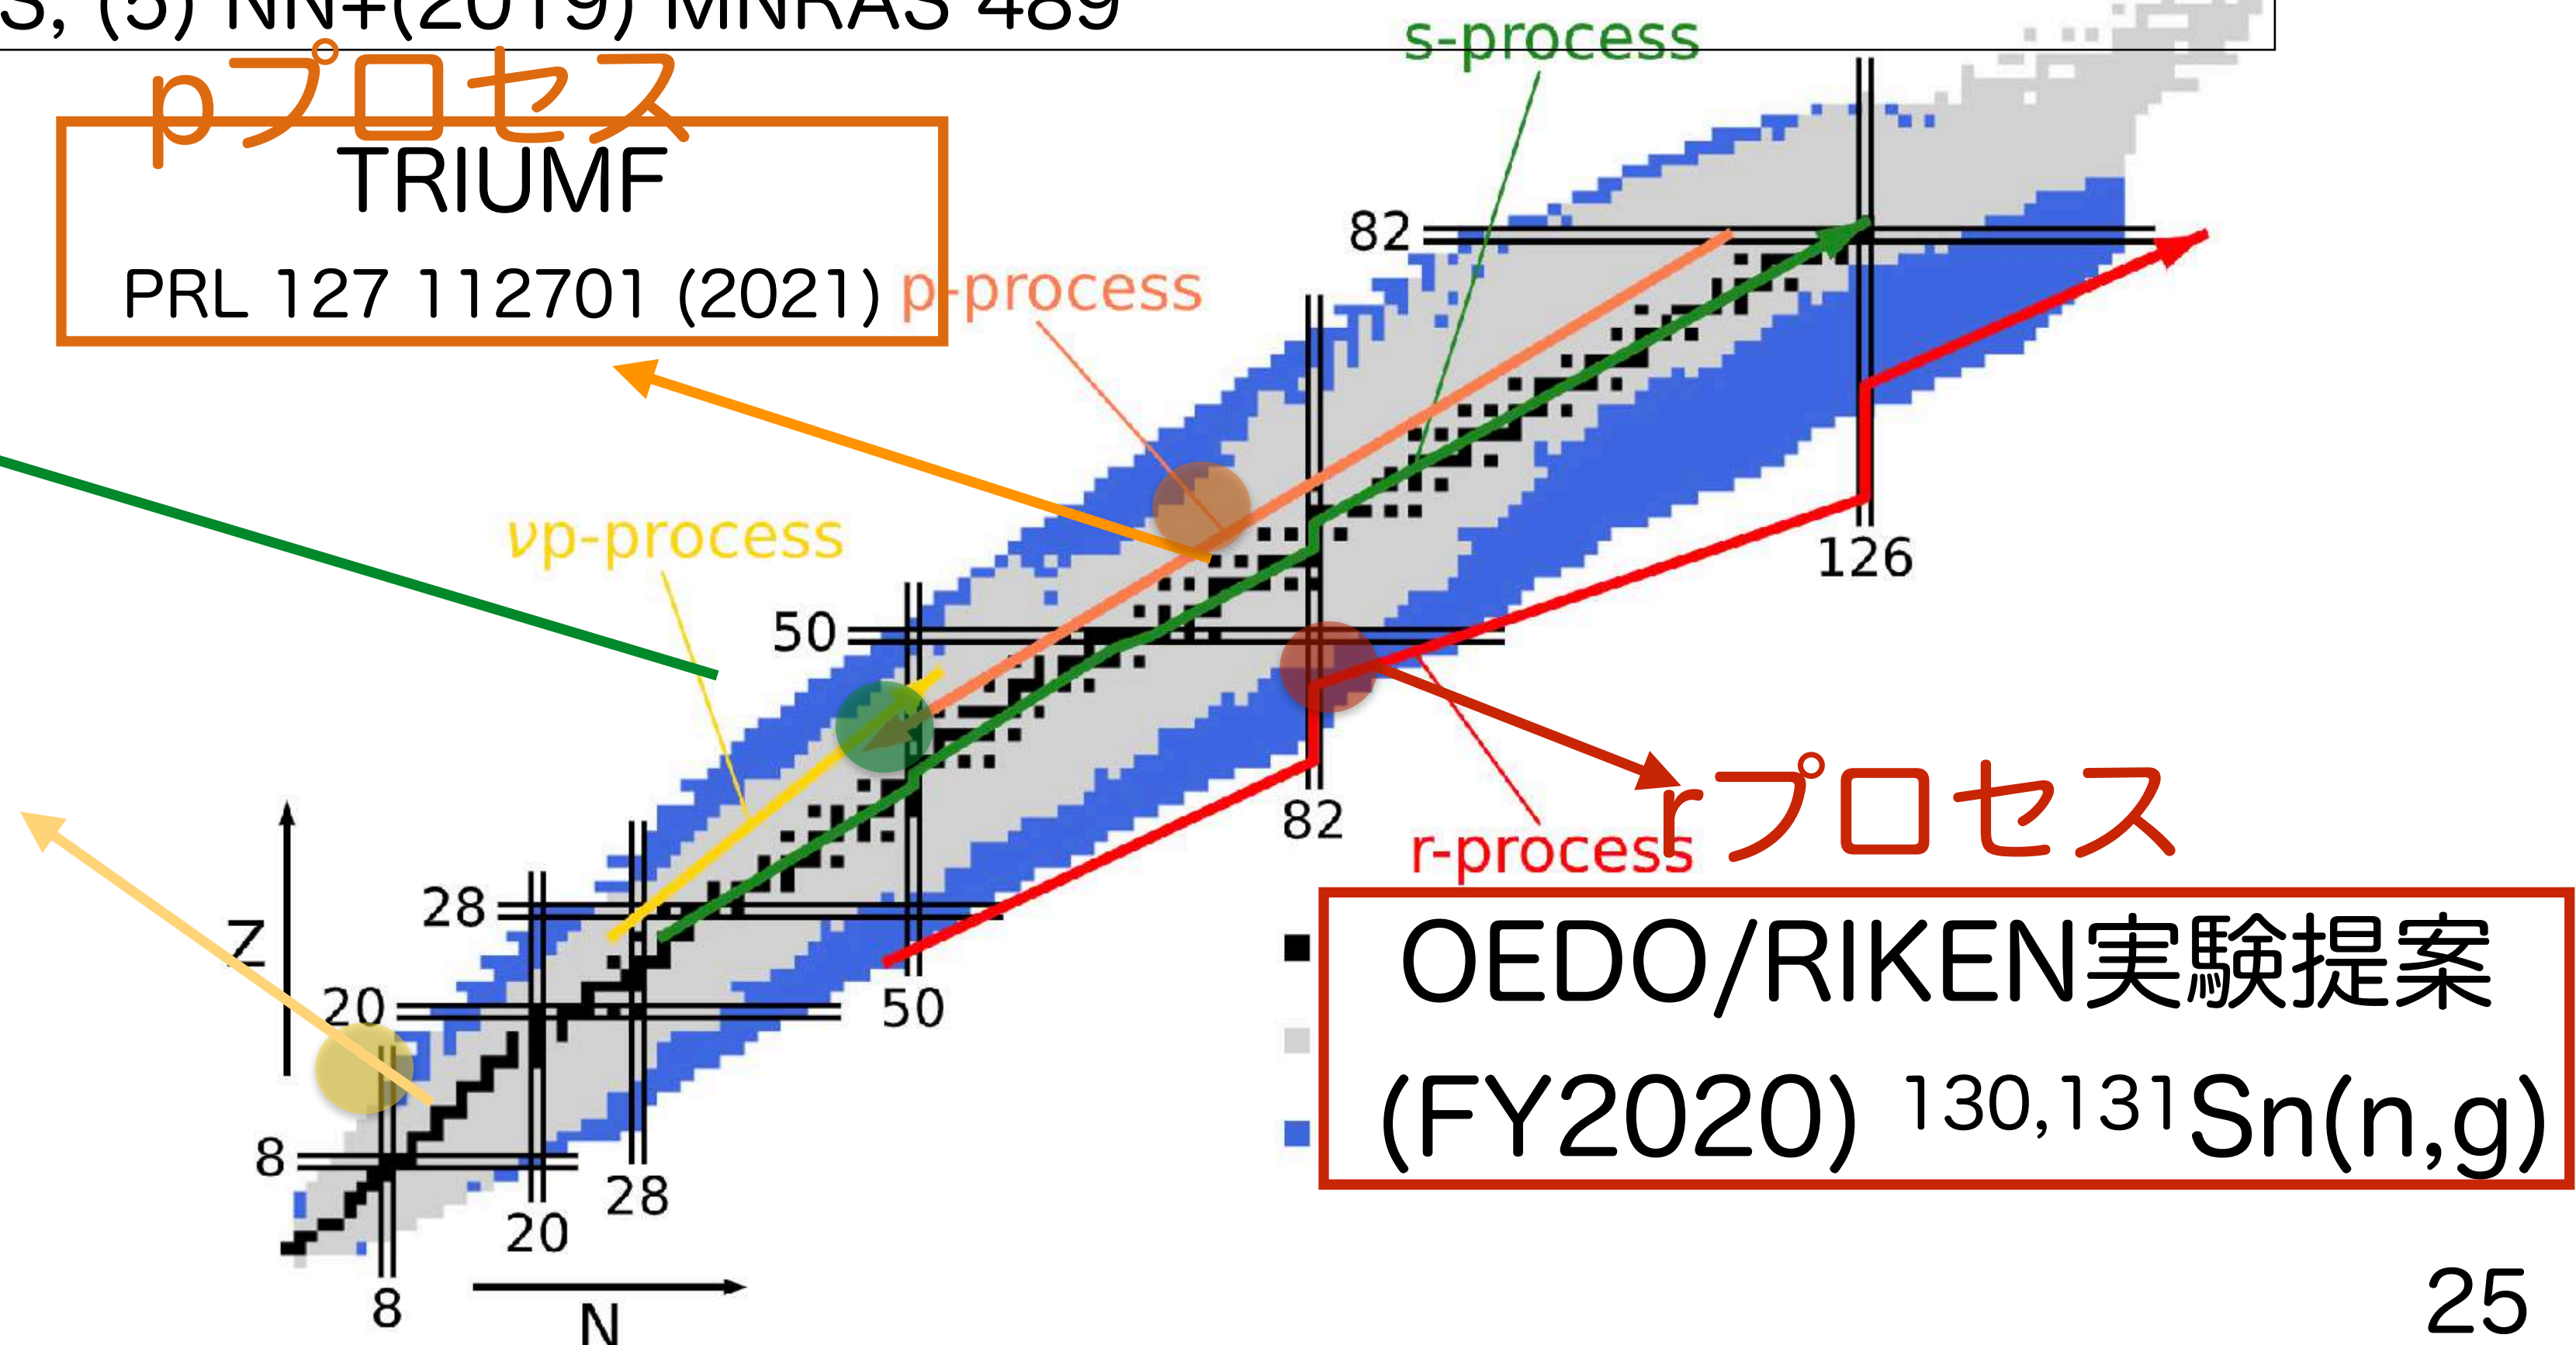 S, (5) NN+(2019) MNRAS 489
s-process
pプロセス
TRIUMF
PRL 127 112701 (2021)
p-process
82
νp-process
50
126
82
r-process
rプロセス
28
Z
20
50
OEDO/RIKEN実験提案
(FY2020) 130,131Sn(n,g)
8
28
20
8
N
25